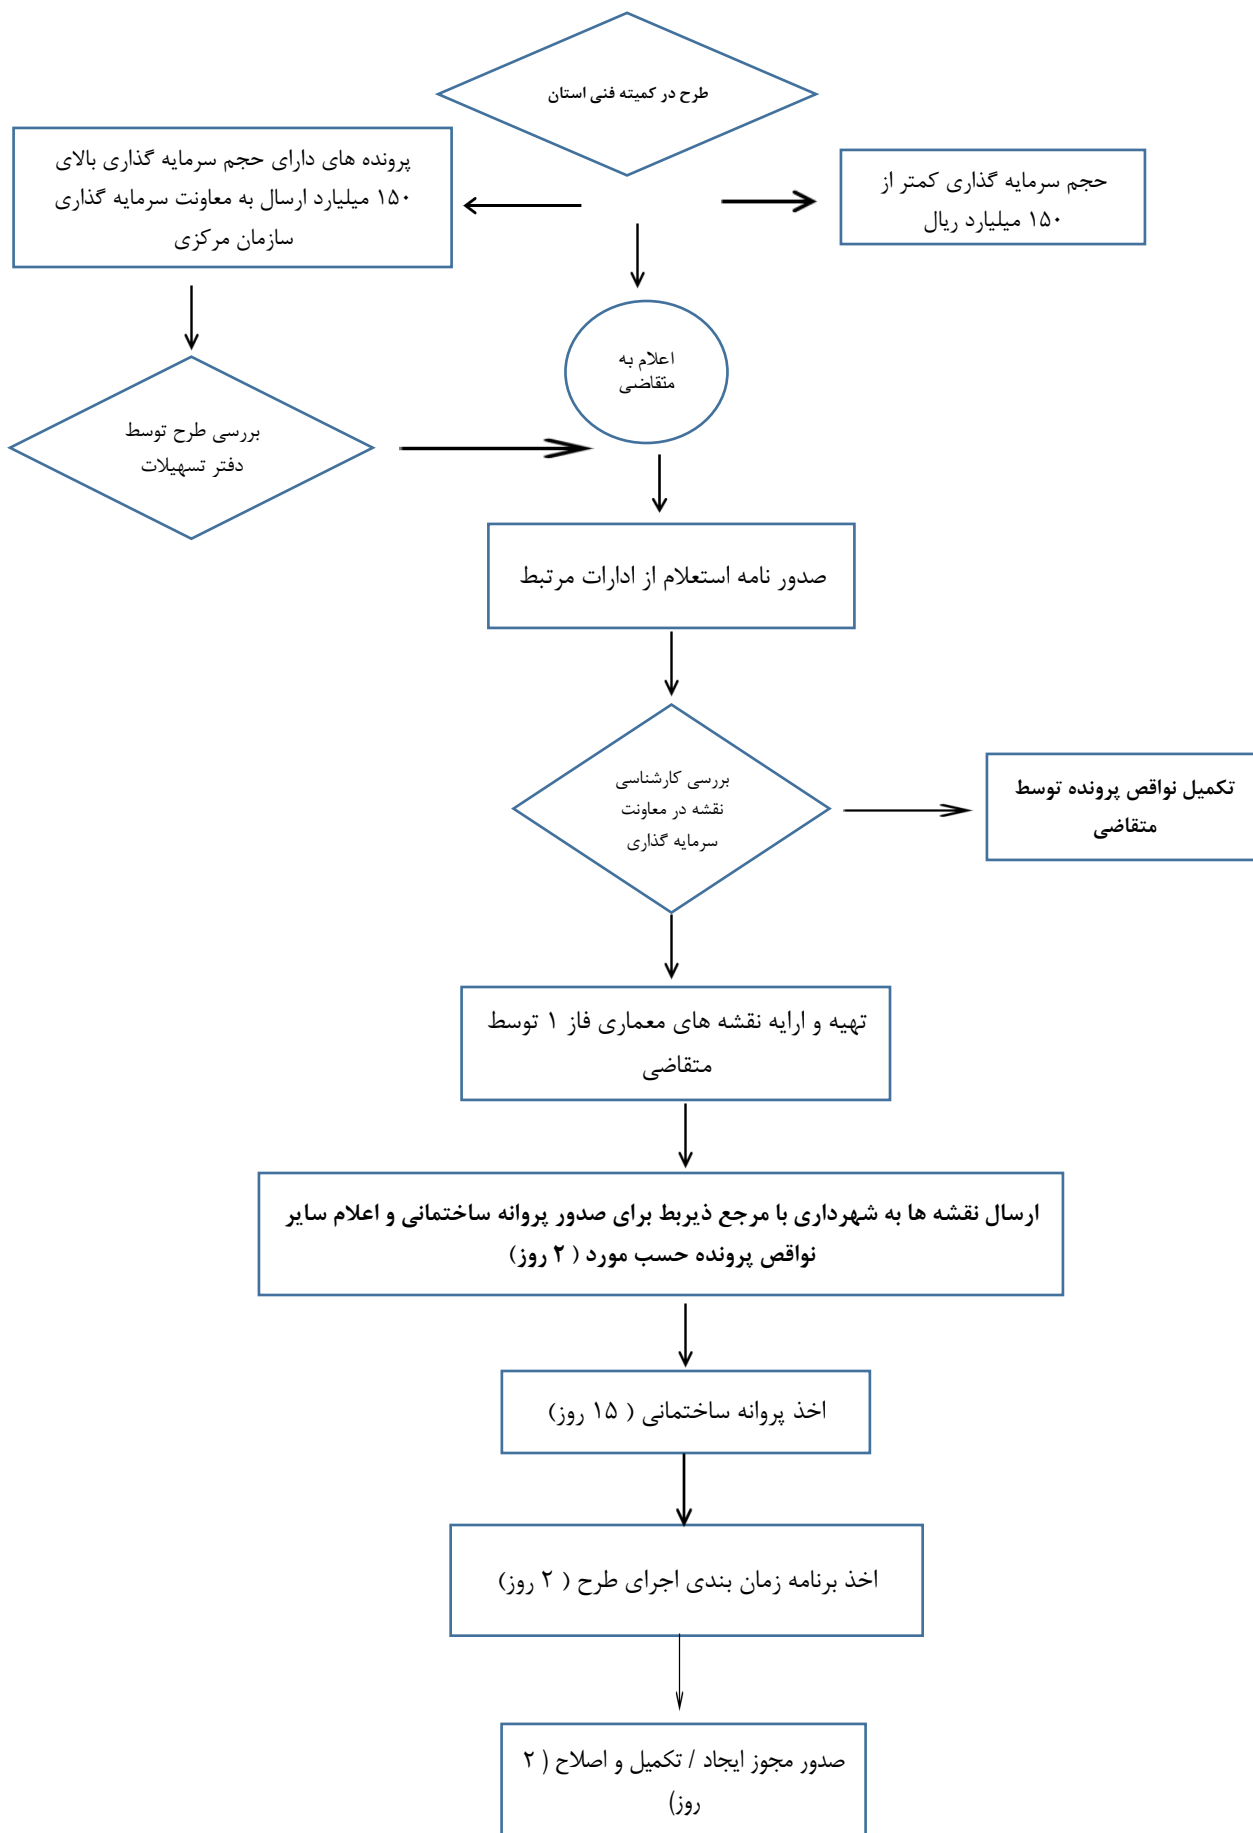 طرح در کمیته فنی استان
حجم سرمایه گذاری کمتر از
۱۵۰ میلیارد ریال
پرونده های دارای حجم سرمایه گذاری بالای
۱۵۰ میلیارد ارسال به معاونت سرمایه گذاری
سازمان مرکزی
اعلام به
متقاضی
بررسی طرح توسط
دفتر تسهیلات
صدور نامه استعلام از ادارات مرتبط
بررسی کارشناسی
نقشه در معاونت
سرمایه گذاری
تکمیل نواقص پرونده توسط
متقاضی
تهیه و ارایه نقشه های معماری فاز ۱ توسط
متقاضی
ارسال نقشه ها به شهرداری با مرجع ذیربط برای صدور پروانه ساختمانی و اعلام سایر
نواقص پرونده حسب مورد ( ۲ روز)
اخذ پروانه ساختمانی ( ۱۵ روز)
اخذ برنامه زمان بندی اجرای طرح ( ۲ روز)
صدور مجوز ایجاد / تکمیل و اصلاح ( ۲
روز)